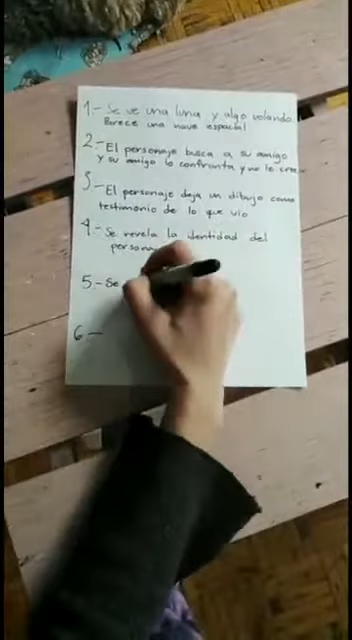 1- Se ve una luna y algo volando.
Parece una nave espacial
2- El personaje busca a su amigo
y su amigo lo confronta y no le cree
3- El personaje deja un dibujo como
testimonio de lo que vio
4- Se revela la identidad del
5- Se
6-